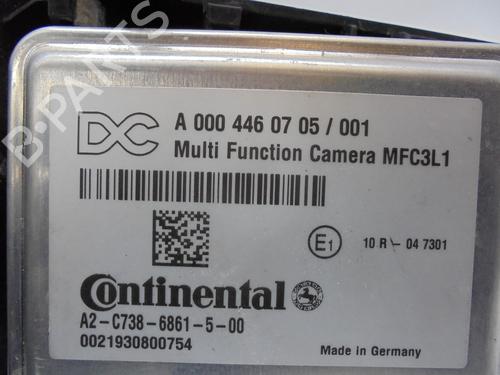 B-PARTS
DC A 000 446 07 05 / 001
Multi Function Camera MFC3L1
E1 10 R - 04 7301
Continental
A2-C738-6861-5-00
0021930800754
Made in Germany